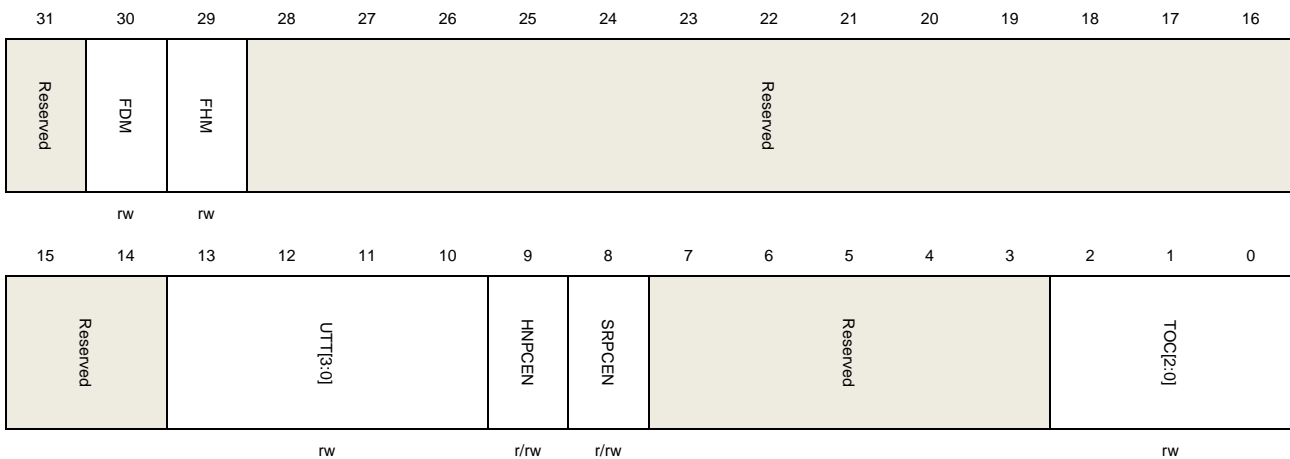 31 30 29 28 27 26 25 24 23 22 21 20 19 18 17 16
Reserved FDM FHM Reserved
rw rw
15 14 13 12 11 10 9 8 7 6 5 4 3 2 1 0
Reserved UTT[3:0] HNPCEN SRPCEN Reserved TOC[2:0]
rw r/rw r/rw rw